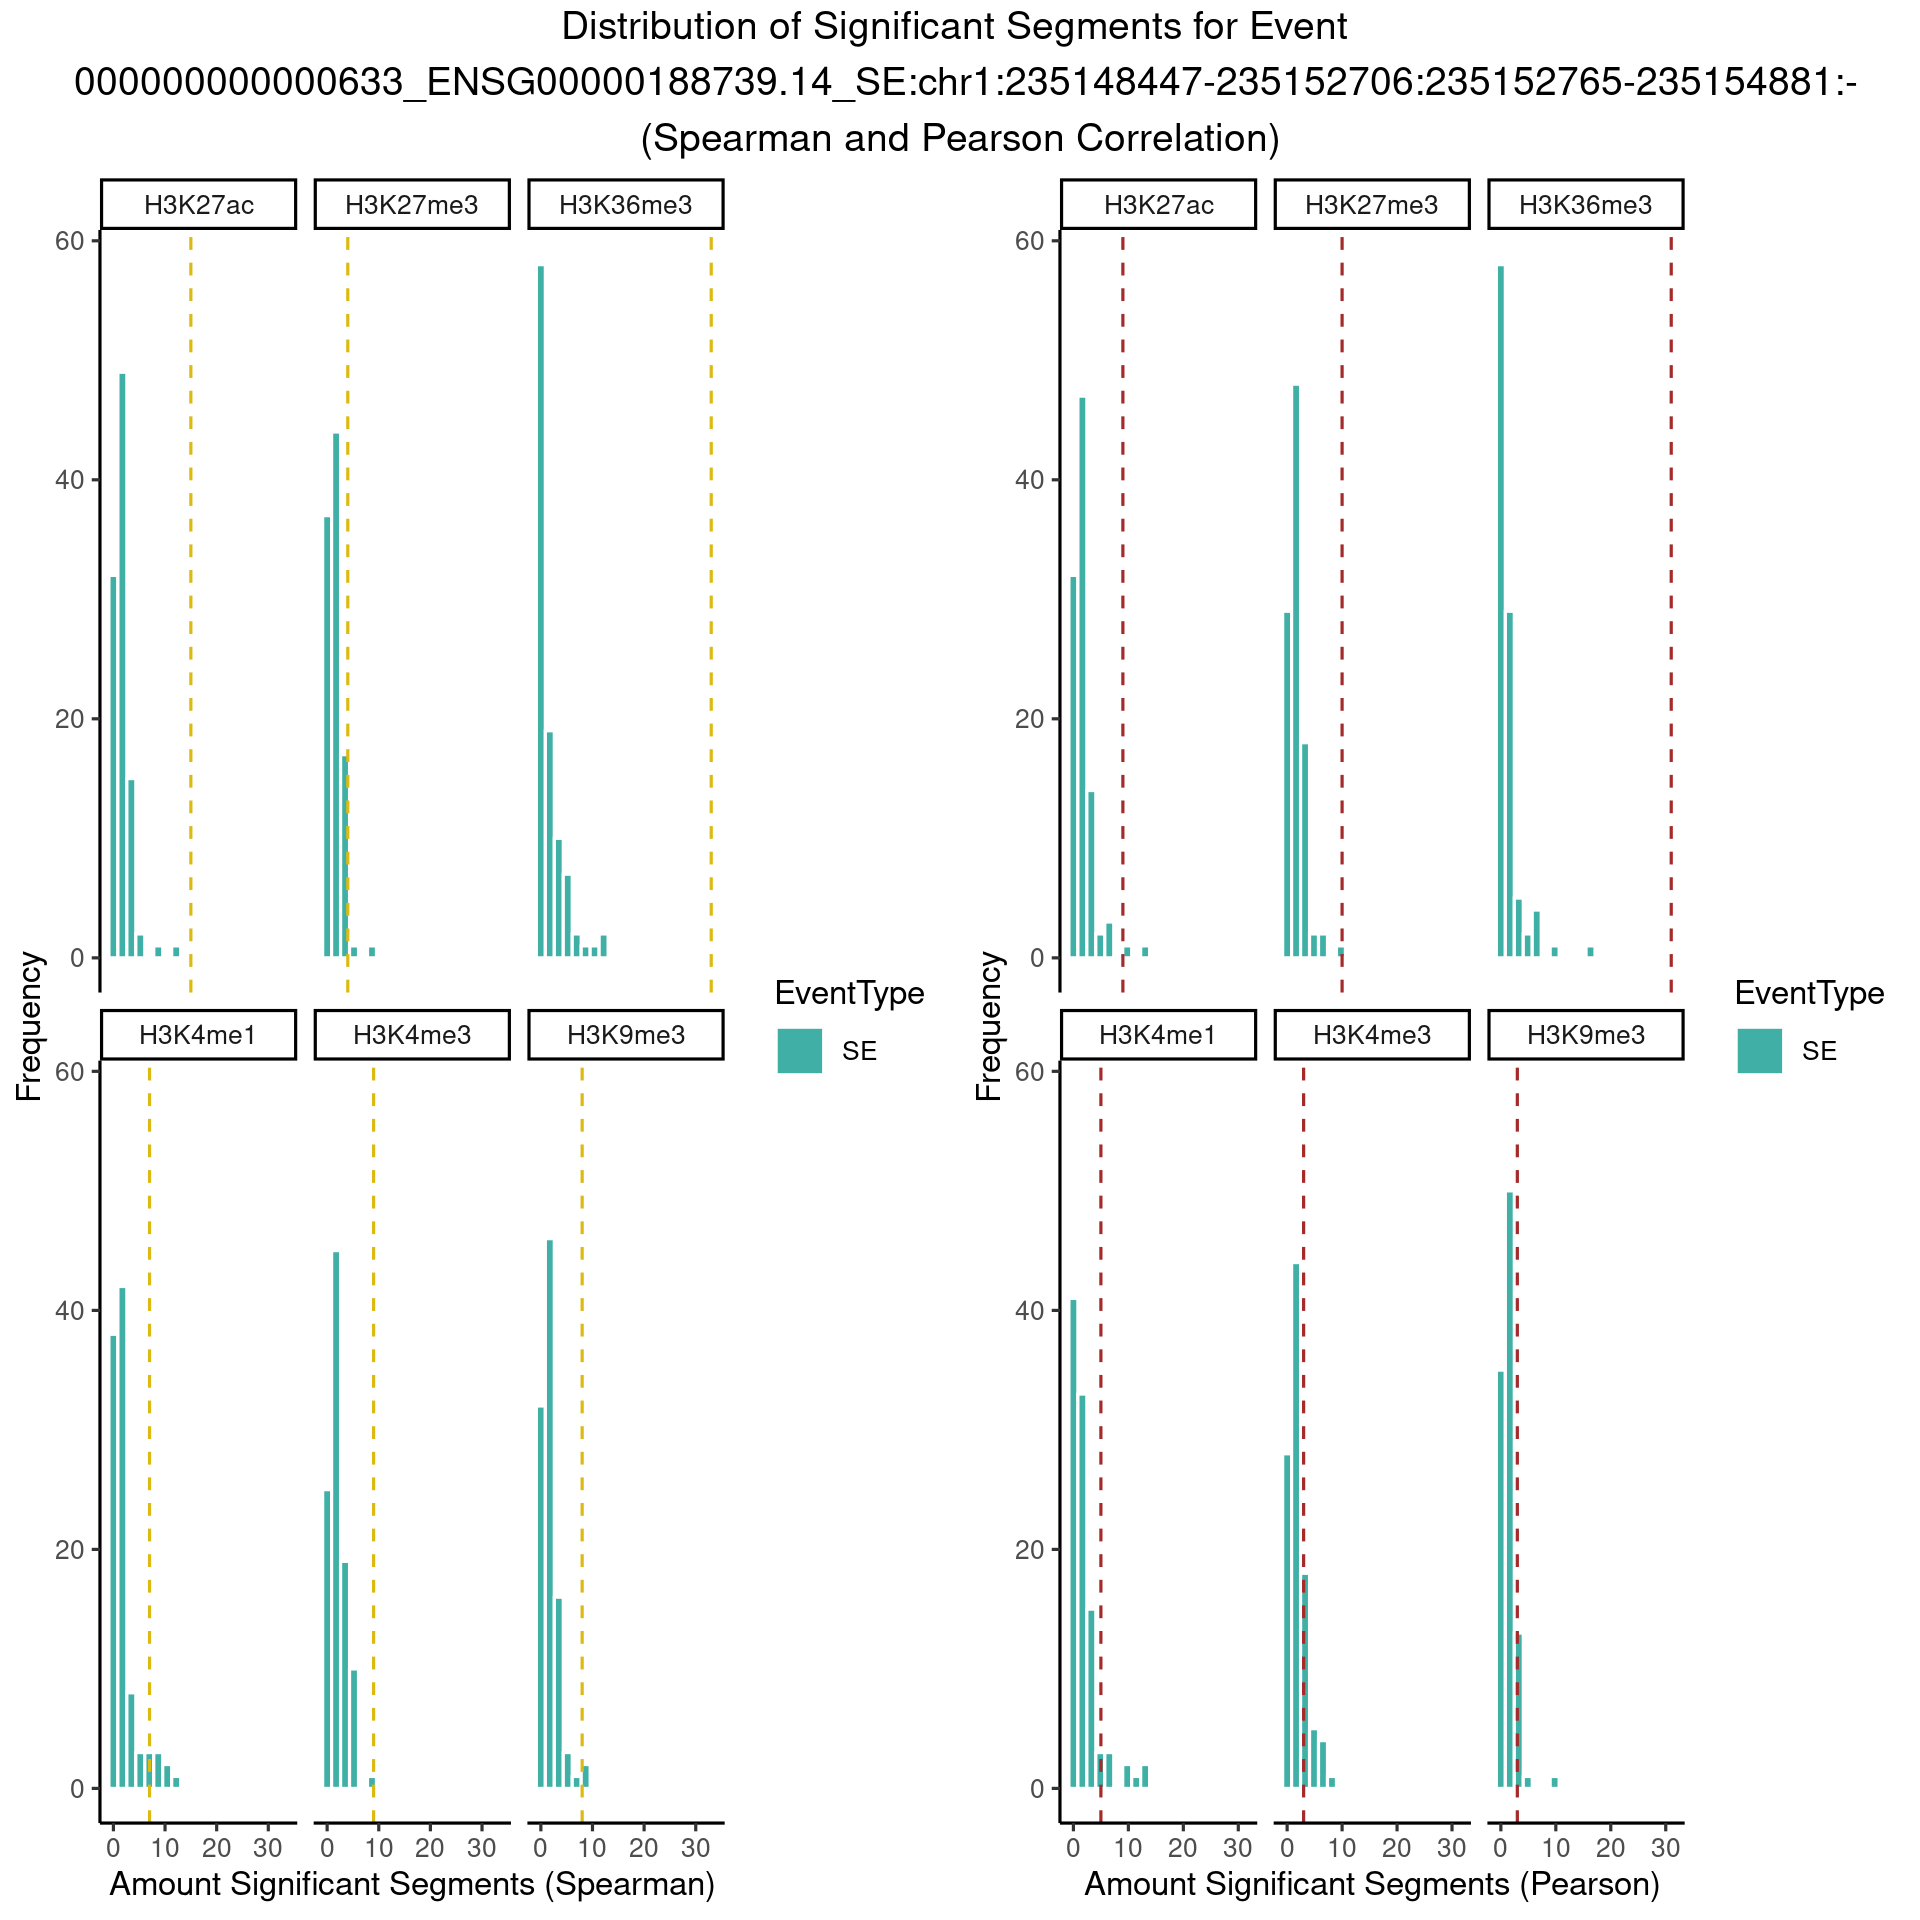 Distribution of Significant Segments for Event
000000000000633_ENSG00000188739.14_SE:chr1:235148447-235152706:235152765-235154881:-
(Spearman and Pearson Correlation)
H3K27ac H3K27me3 H3K36me3
60
40
20
0
H3K4me1 H3K4me3 H3K9me3
60
40
20
0
0 10 20 30 0 10 20 30 0 10 20 30
Amount Significant Segments (Spearman)
Frequency
EventType
SE
H3K27ac H3K27me3 H3K36me3
60
40
20
0
H3K4me1 H3K4me3 H3K9me3
60
40
20
0
0 10 20 30 0 10 20 30 0 10 20 30
Amount Significant Segments (Pearson)
Frequency
EventType
SE